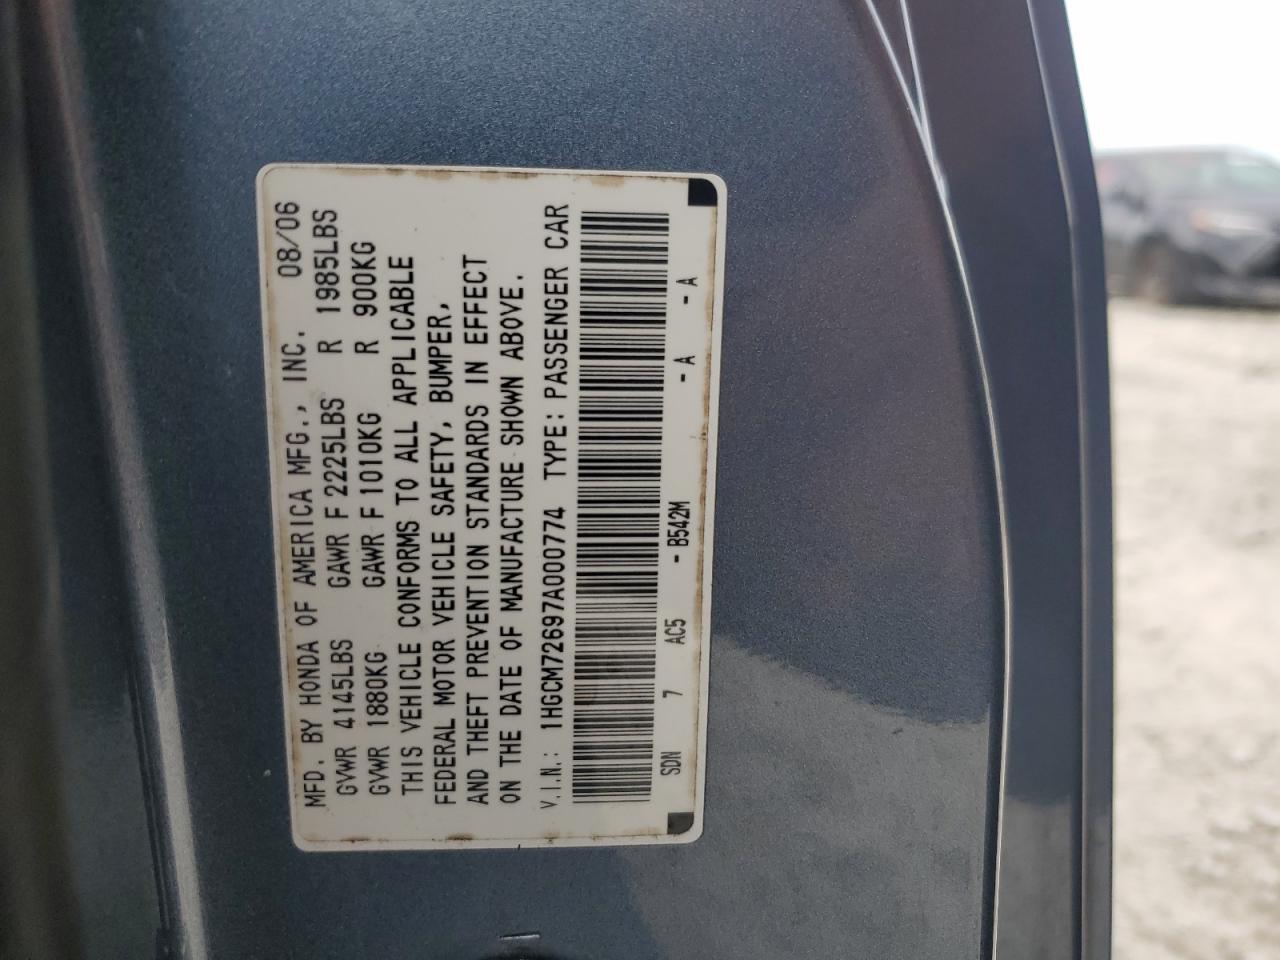 MFD. BY HONDA OF AMERICA MFG., INC. 08/06
GVWR 4145LBS GAWR F 2225LBS R 1985LBS
GVWR 1880KG GAWR F 1010KG R 900KG
THIS VEHICLE CONFORMS TO ALL APPLICABLE
FEDERAL MOTOR VEHICLE SAFETY, BUMPER,
AND THEFT PREVENTION STANDARDS IN EFFECT
ON THE DATE OF MANUFACTURE SHOWN ABOVE.
V.I.N.: 1HGCM72697A000774 TYPE: PASSENGER CAR
SDN 7 AC5 - B542M - A - A